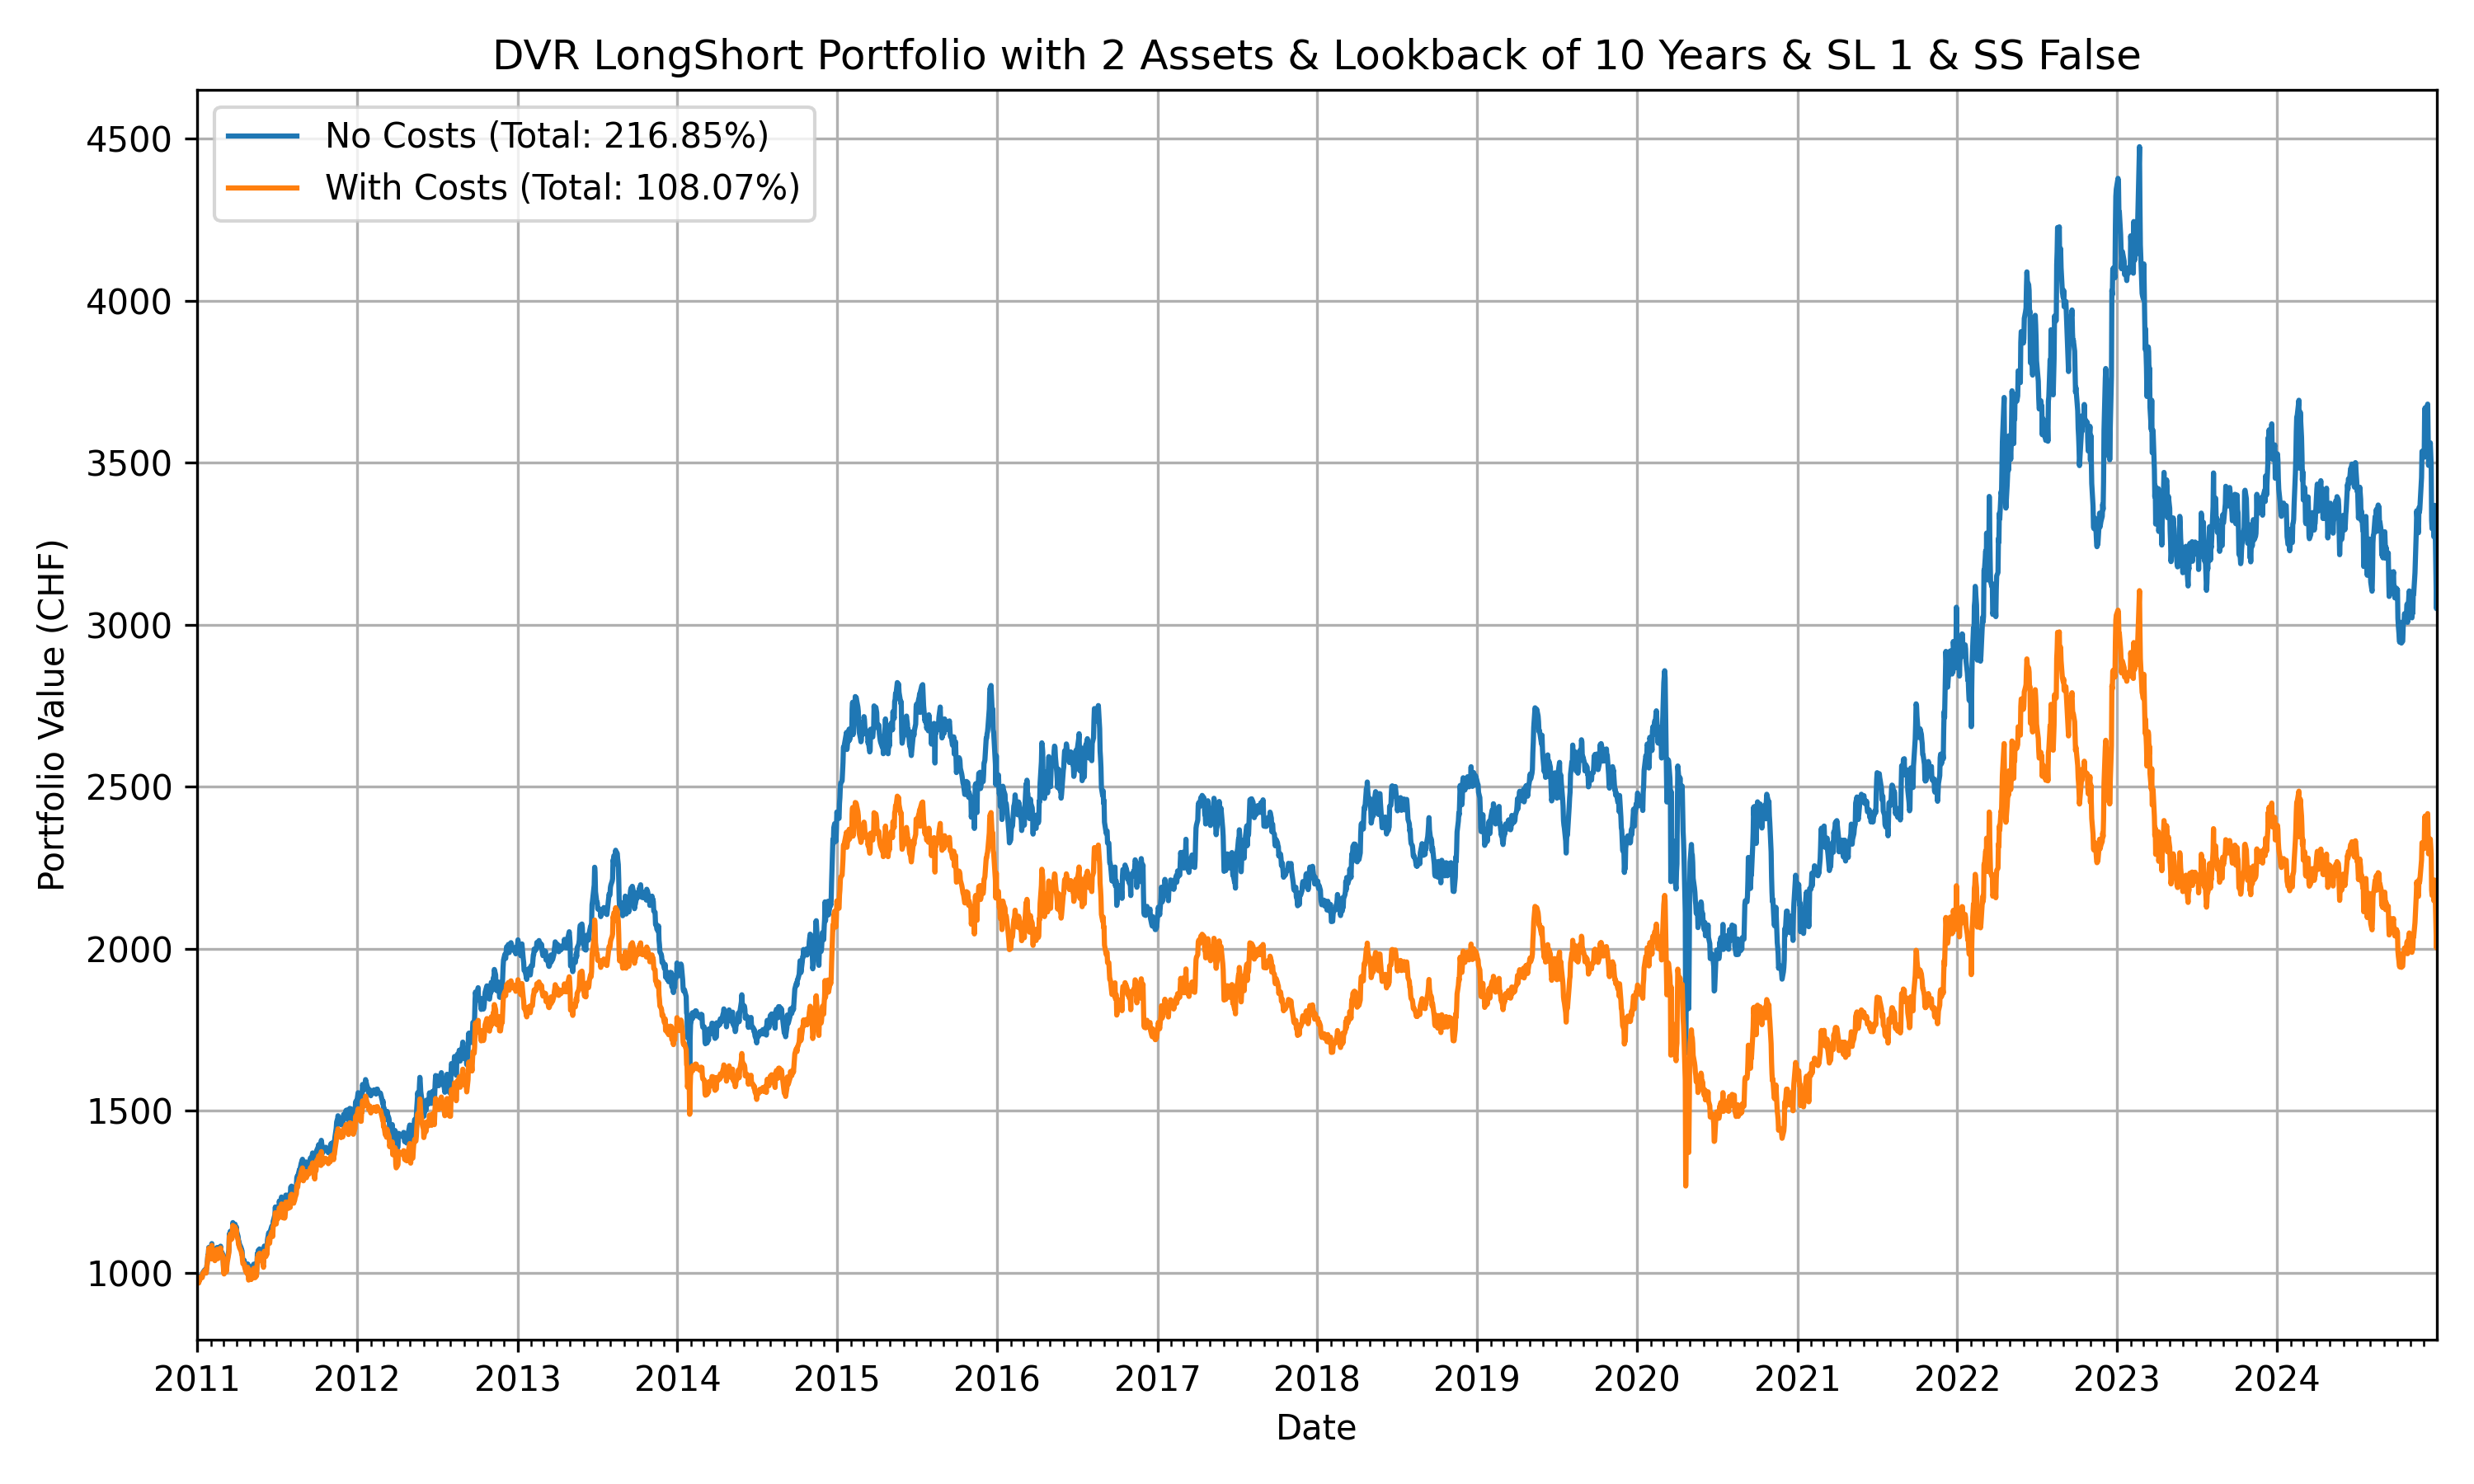 DVR LongShort Portfolio with 2 Assets & Lookback of 10 Years & SL 1 & SS False
No Costs (Total: 216.85%)
With Costs (Total: 108.07%)
4500
4000
3500
3000
2500
2000
1500
1000
Portfolio Value (CHF)
2011 2012 2013 2014 2015 2016 2017 2018 2019 2020 2021 2022 2023 2024
Date